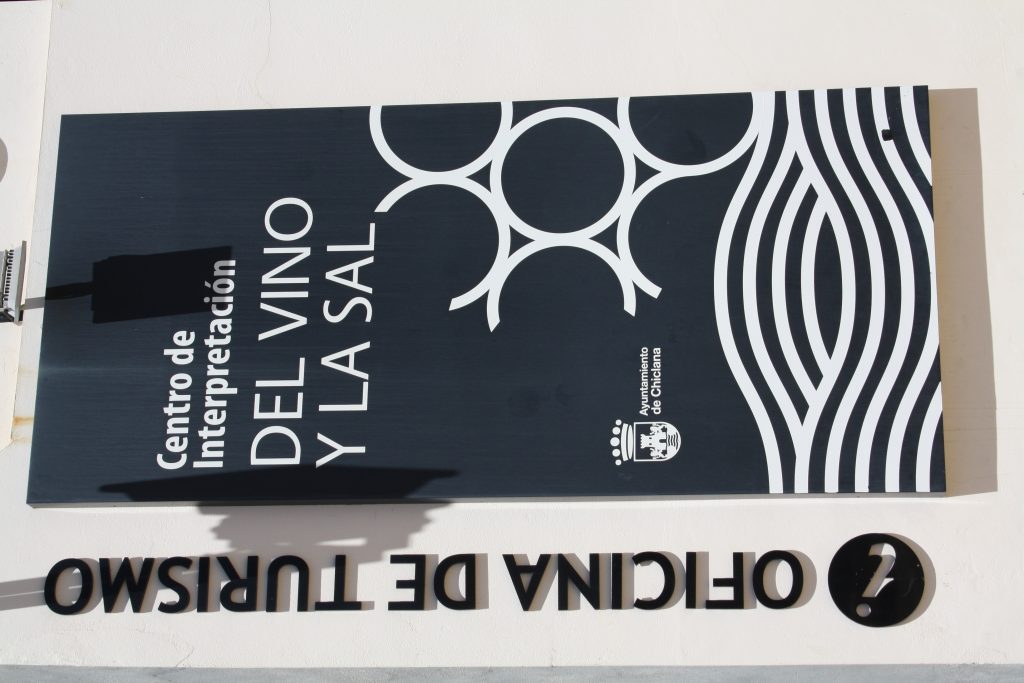 Centro de
Interpretación
DEL VINO
Y LA SAL
Ayuntamiento
de Chiclana
i OFICINA DE TURISMO